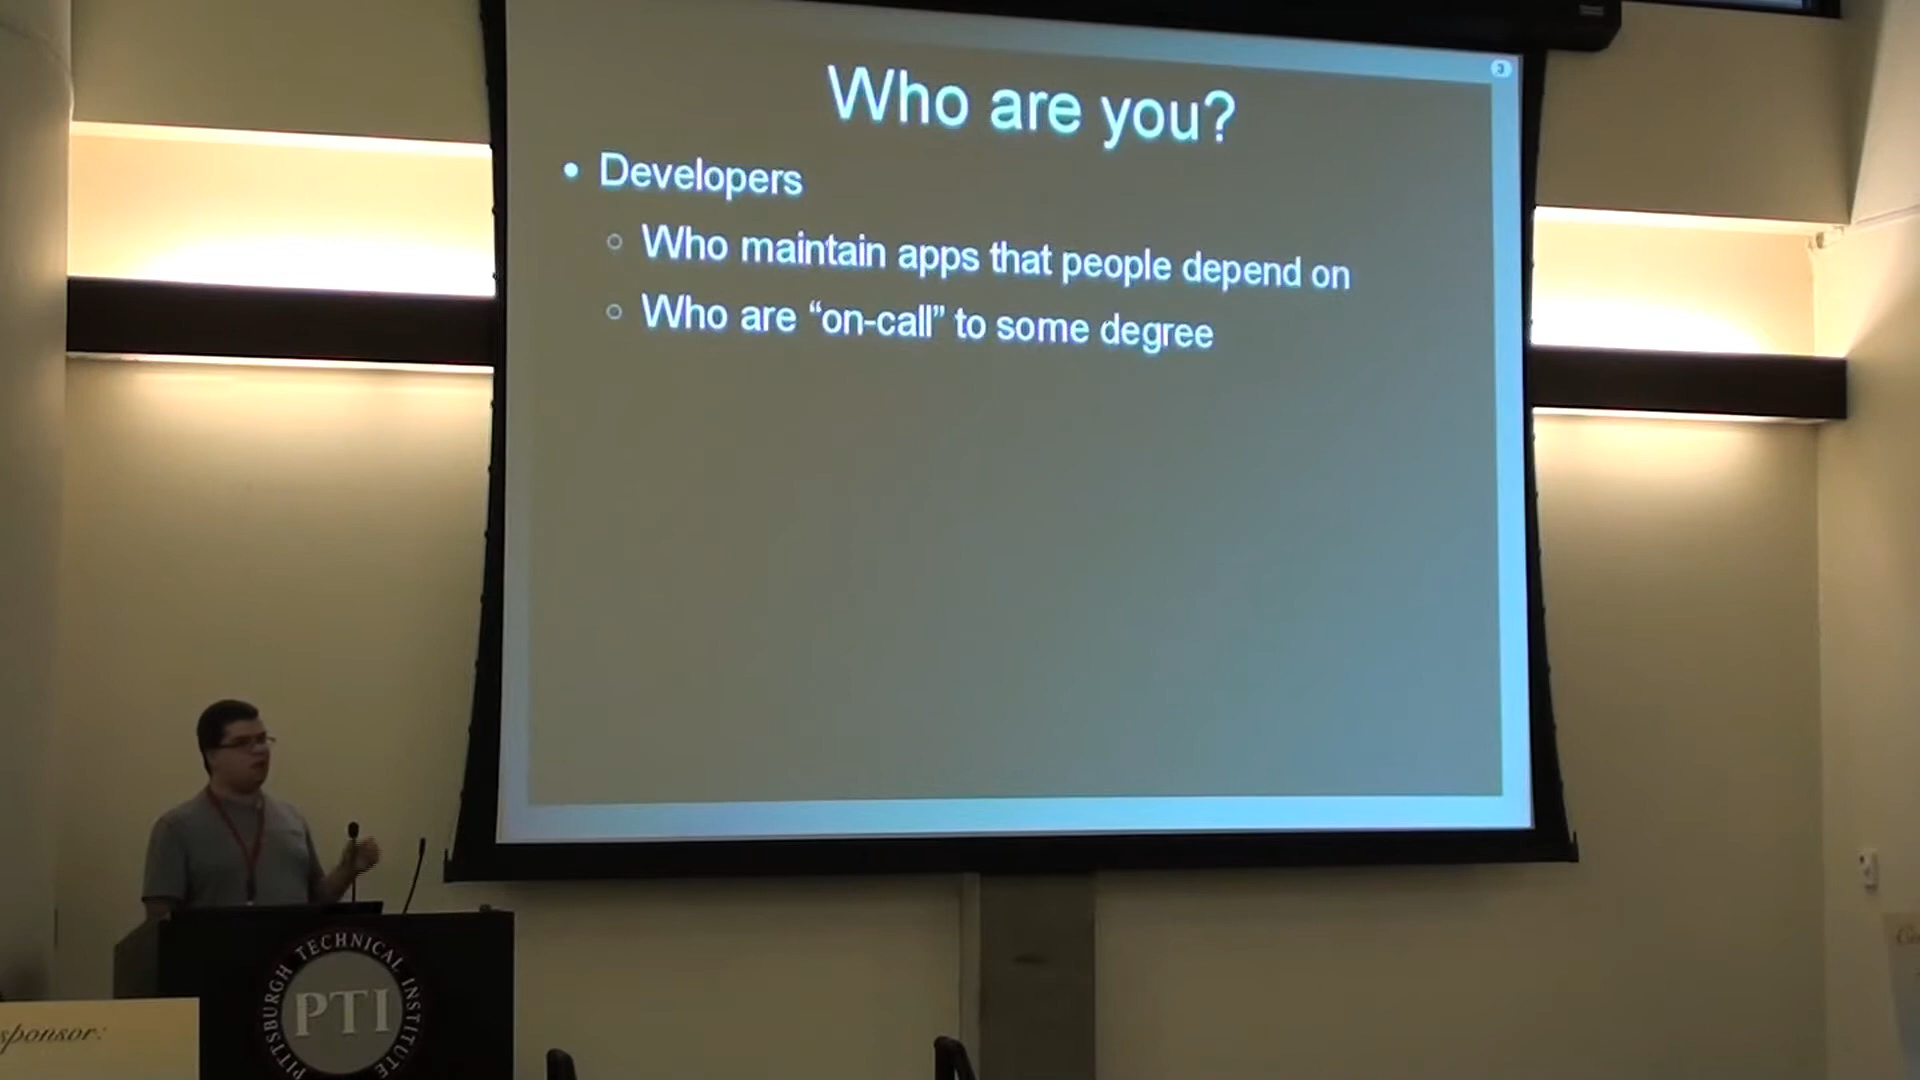 3
Who are you?
• Developers
○ Who maintain apps that people depend on
○ Who are “on-call” to some degree
PITTSBURGH TECHNICAL INSTITUTE
PTI
sponsor: